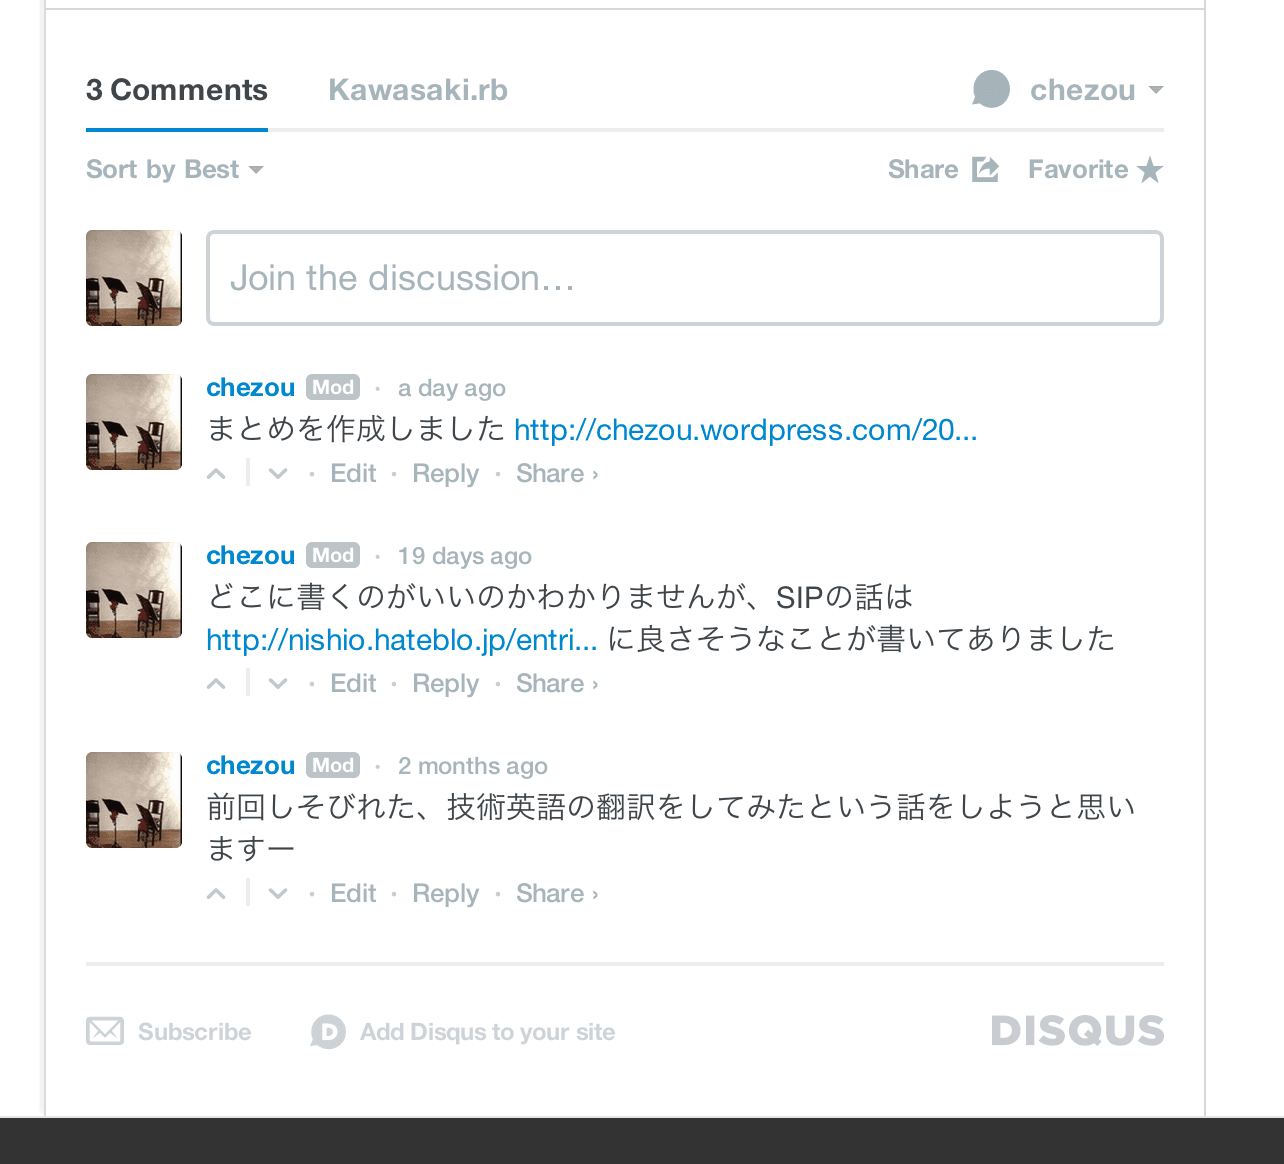 3 Comments Kawasaki.rb chezou
Sort by Best Share Favorite
Join the discussion...
chezou Mod · a day ago
まとめを作成しました http://chezou.wordpress.com/20...
· Edit · Reply · Share ›
chezou Mod · 19 days ago
どこに書くのがいいのかわかりませんが、SIPの話は
http://nishio.hateblo.jp/entri... に良さそうなことが書いてありました
· Edit · Reply · Share ›
chezou Mod · 2 months ago
前回しそびれた、技術英語の翻訳をしてみたという話をしようと思い
ますー
· Edit · Reply · Share ›
Subscribe D Add Disqus to your site DISQUS